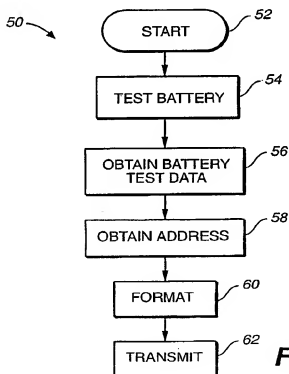 50
START
52
TEST BATTERY
54
OBTAIN BATTERY
TEST DATA
56
OBTAIN ADDRESS
58
FORMAT
60
TRANSMIT
62
F